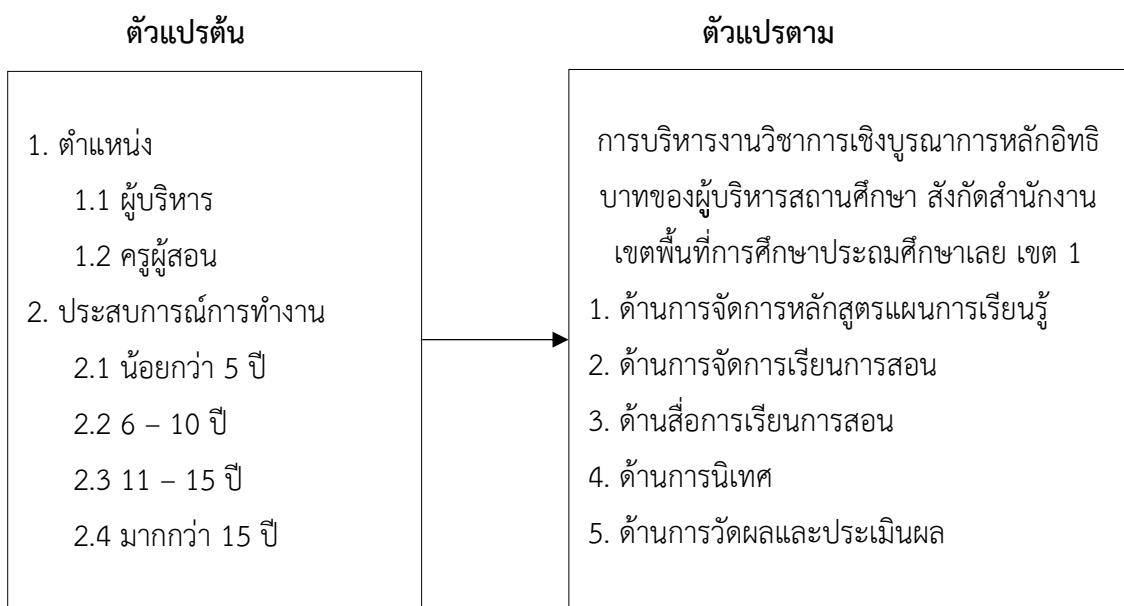 ตัวแปรต้น
1. ตำแหน่ง
1.1 ผู้บริหาร
1.2 ครูผู้สอน
2. ประสบการณ์การทำงาน
2.1 น้อยกว่า 5 ปี
2.2 6 – 10 ปี
2.3 11 – 15 ปี
2.4 มากกว่า 15 ปี
ตัวแปรตาม
การบริหารงานวิชาการเชิงบูรณาการหลักอิทธิ
บาทของผู้บริหารสถานศึกษา สังกัดสำนักงาน
เขตพื้นที่การศึกษาประถมศึกษาเลย เขต 1
1. ด้านการจัดการหลักสูตรแผนการเรียนรู้
2. ด้านการจัดการเรียนการสอน
3. ด้านสื่อการเรียนการสอน
4. ด้านการนิเทศ
5. ด้านการวัดผลและประเมินผล